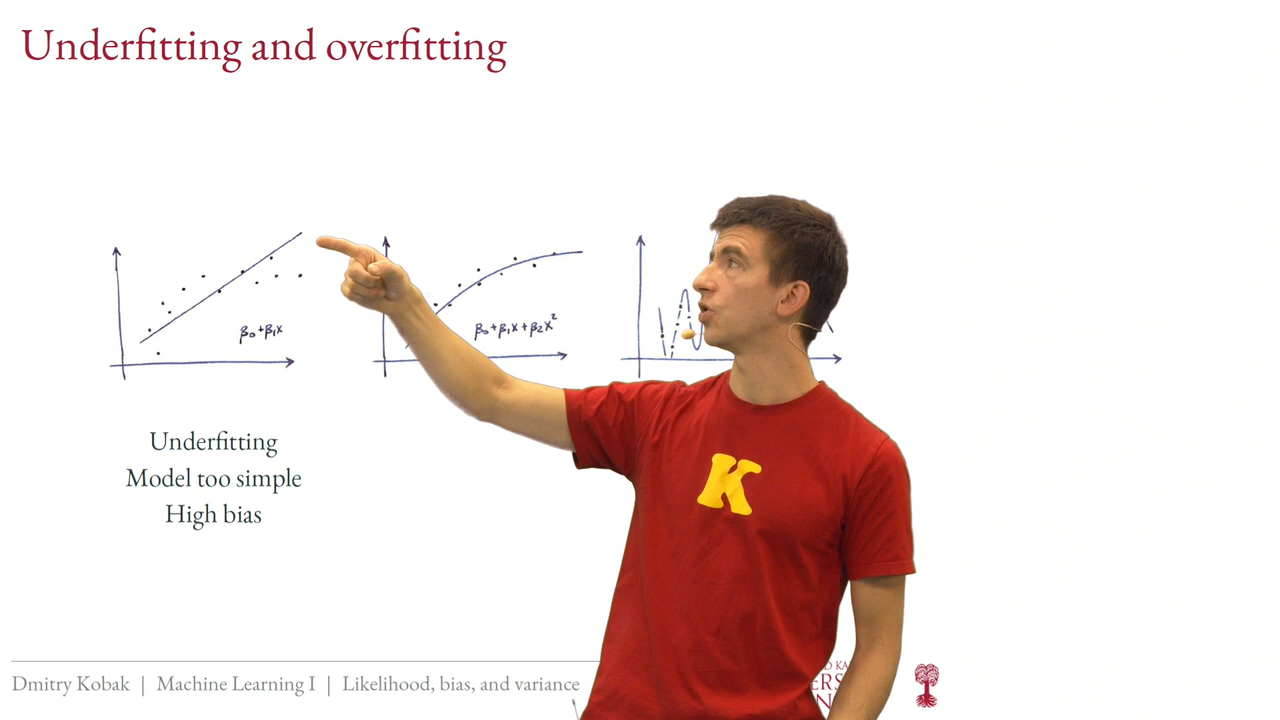 Underfitting and overfitting
β₀+β₁x
β₀+β₁x+β₂x²
Underfitting
Model too simple
High bias
K
Dmitry Kobak | Machine Learning I | Likelihood, bias, and variance